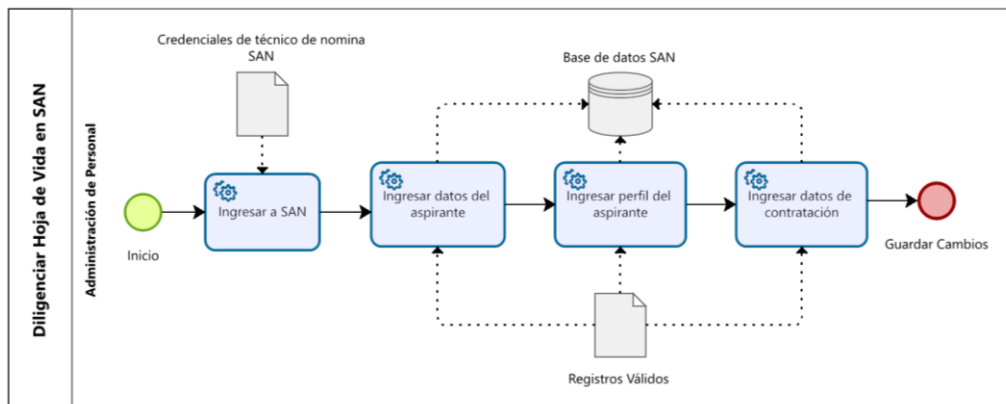 Diligenciar Hoja de Vida en SAN
Administración de Personal
Credenciales de técnico de nomina
SAN
Base de datos SAN
Inicio
Ingresar a SAN
Ingresar datos del
aspirante
Ingresar perfil del
aspirante
Ingresar datos de
contratación
Guardar Cambios
Registros Válidos